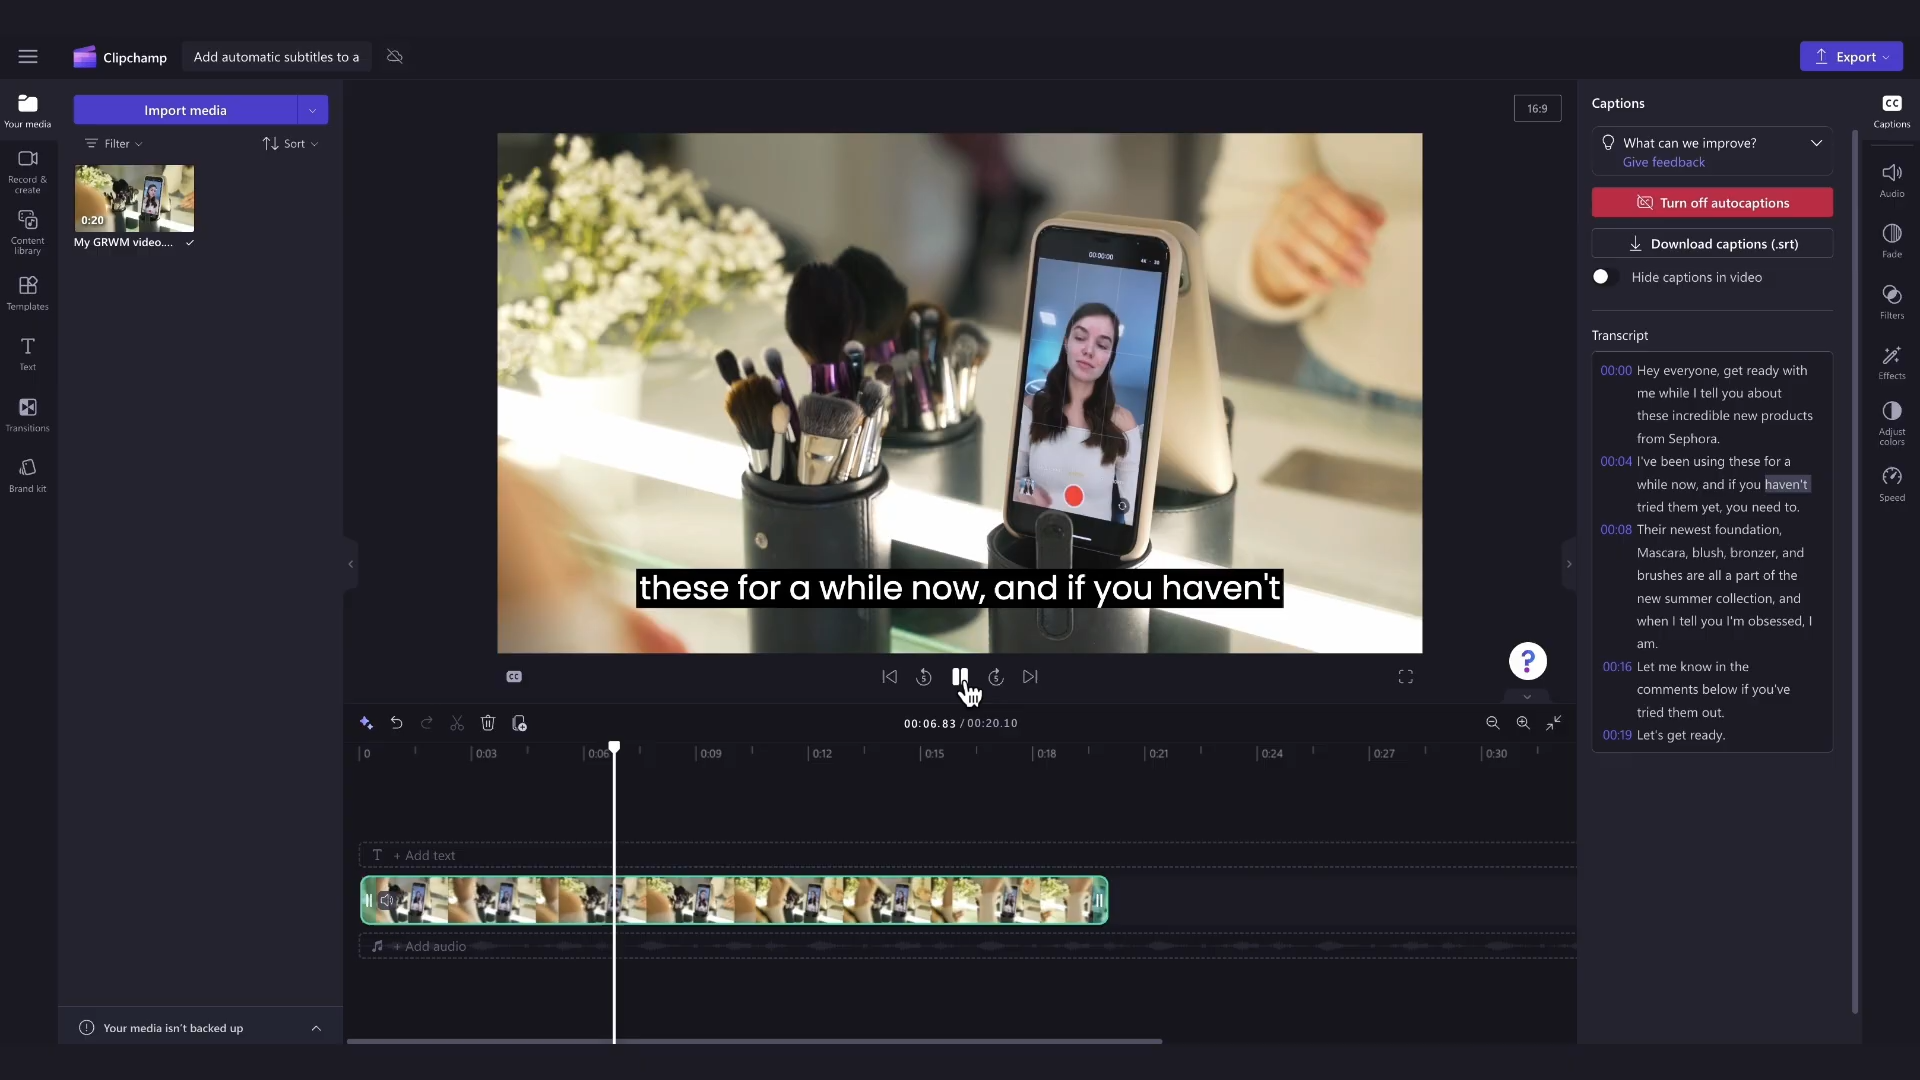 Clipchamp
Add automatic subtitles to a
Export
Your media
Record &
create
Content
library
Templates
Text
Transitions
Brand kit
Import media
Filter
Sort
0:20
My GRWM video....
Your media isn't backed up
16:9
00:00:00
these for a while now, and if you haven't
CC
5
5
?
00:06.83 / 00:20.10
0
0:03
0:06
0:09
0:12
0:15
0:18
0:21
0:24
0:27
0:30
T + Add text
+ Add audio
Captions
What can we improve?
Give feedback
Turn off autocaptions
Download captions (.srt)
Hide captions in video
Transcript
00:00 Hey everyone, get ready with
me while I tell you about
these incredible new products
from Sephora.
00:04 I've been using these for a
while now, and if you haven't
tried them yet, you need to.
00:08 Their newest foundation,
Mascara, blush, bronzer, and
brushes are all a part of the
new summer collection, and
when I tell you I'm obsessed, I
am.
00:16 Let me know in the
comments below if you've
tried them out.
00:19 Let's get ready.
CC
Captions
Audio
Fade
Filters
Effects
Adjust
colors
Speed